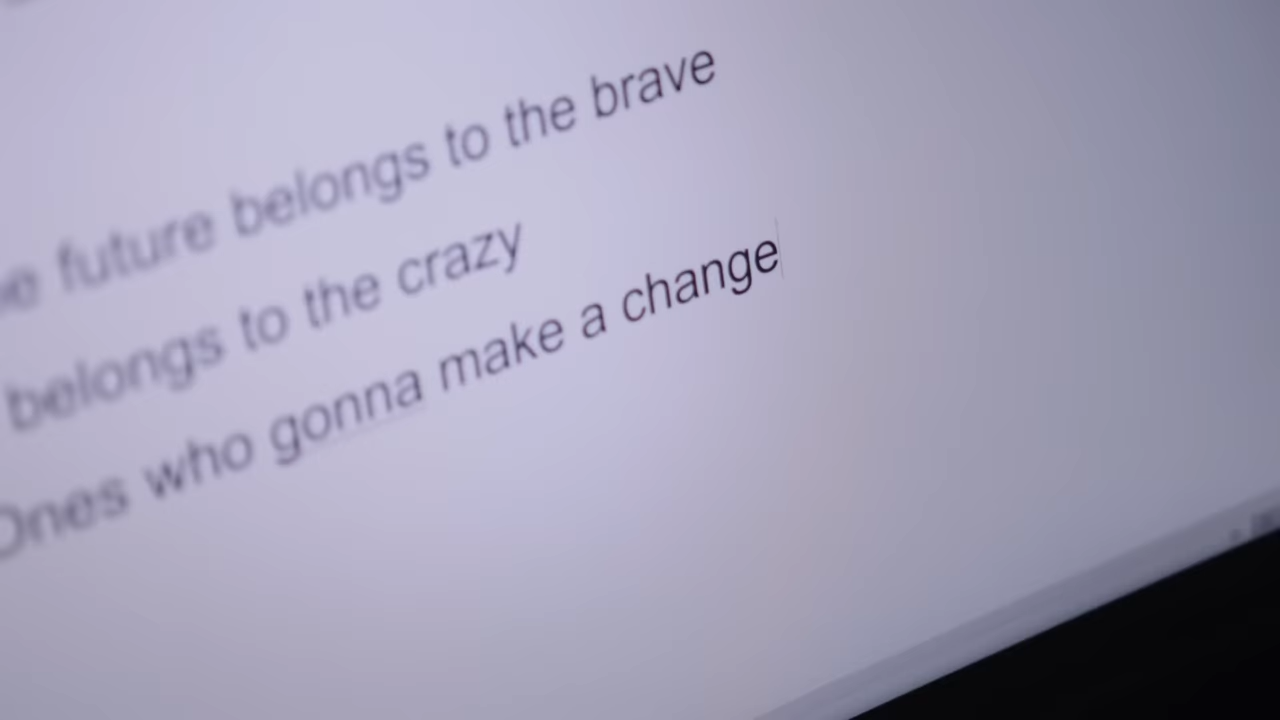 future belongs to the brave
belongs to the crazy
Ones who gonna make a change